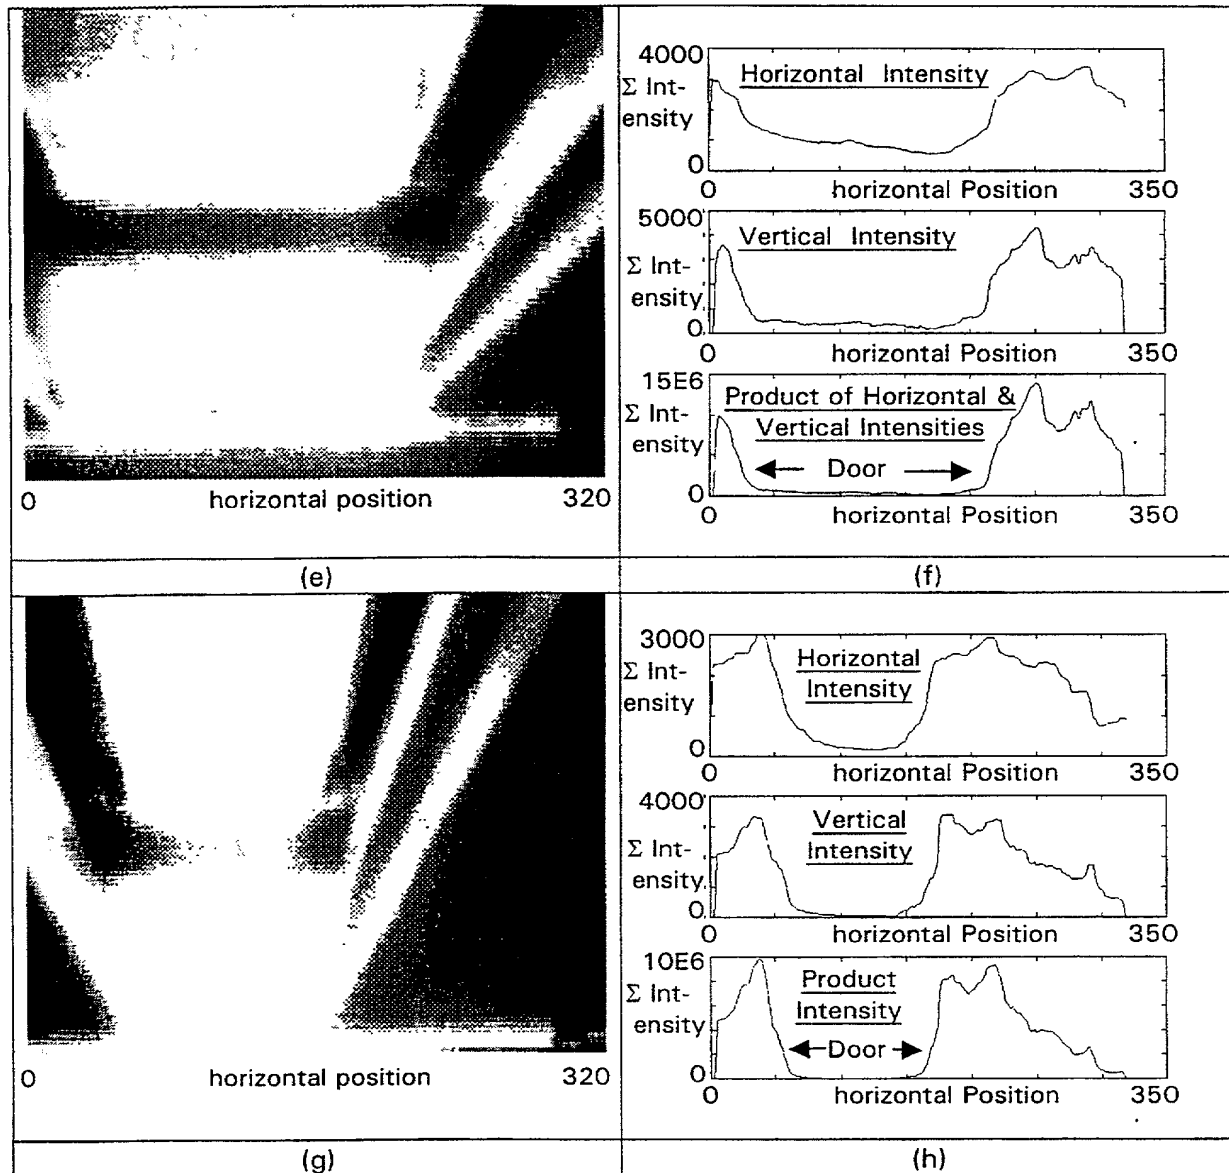 0 horizontal position 320
(e)
4000
Σ Int-
ensity
0
Horizontal Intensity
0 horizontal Position 350
5000
Σ Int-
ensity
0
Vertical Intensity
0 horizontal Position 350
15E6
Σ Int-
ensity
0
Product of Horizontal &
Vertical Intensities
Door
0 horizontal Position 350
(f)
0 horizontal position 320
(g)
3000
Σ Int-
ensity
0
Horizontal
Intensity
0 horizontal Position 350
4000
Σ Int-
ensity
0
Vertical
Intensity
0 horizontal Position 350
10E6
Σ Int-
ensity
0
Product
Intensity
Door
0 horizontal Position 350
(h)